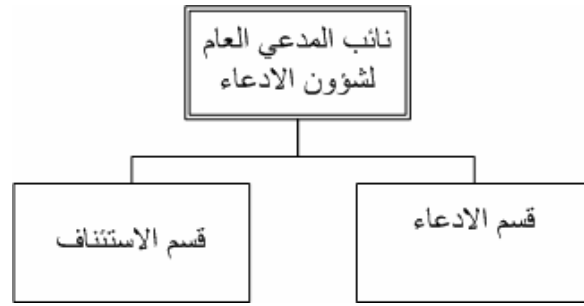 نائب المدعي العام
لشؤون الادعاء
قسم الادعاء
قسم الاستئناف